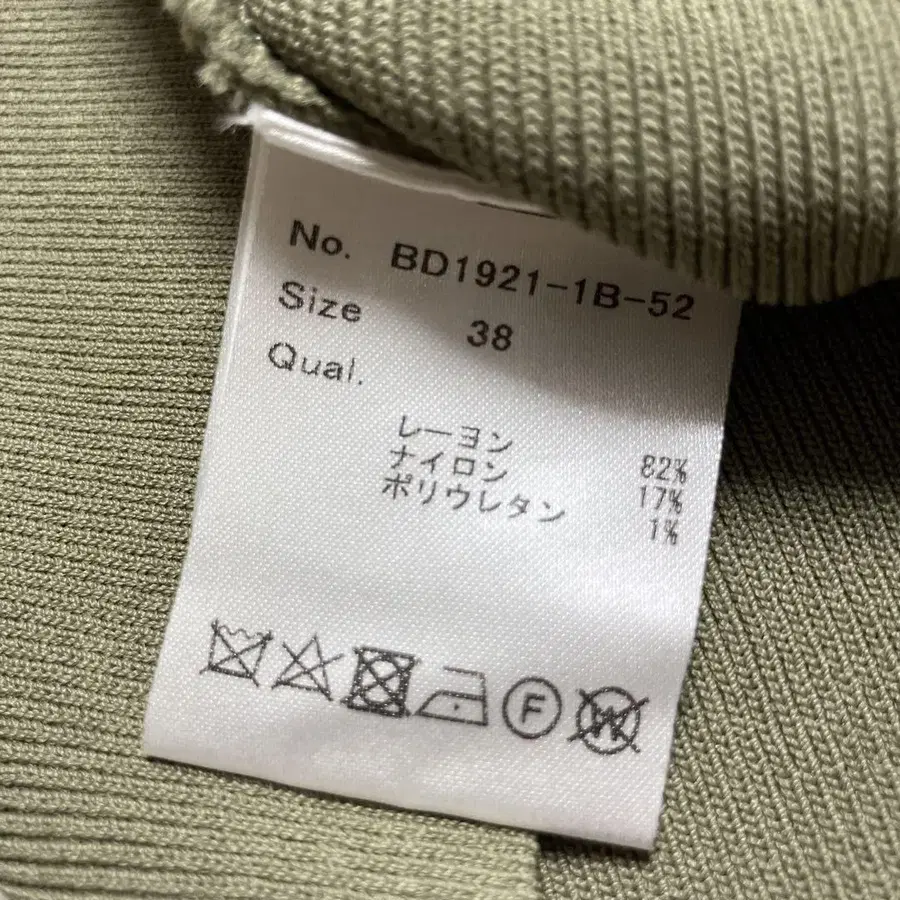 No. BD1921-1B-52
Size 38
Qual.
レーヨン 82%
ナイロン 17%
ポリウレタン 1%
F
W